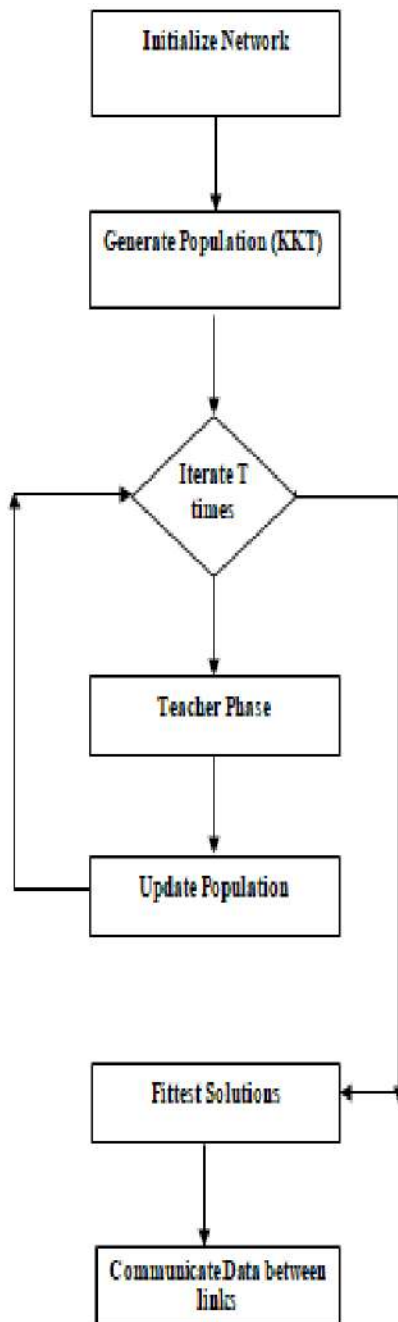 Initialize Network
Generate Population (KKT)
Iterate T
times
Teacher Phase
Update Population
Fittest Solutions
Communicate Data between
links